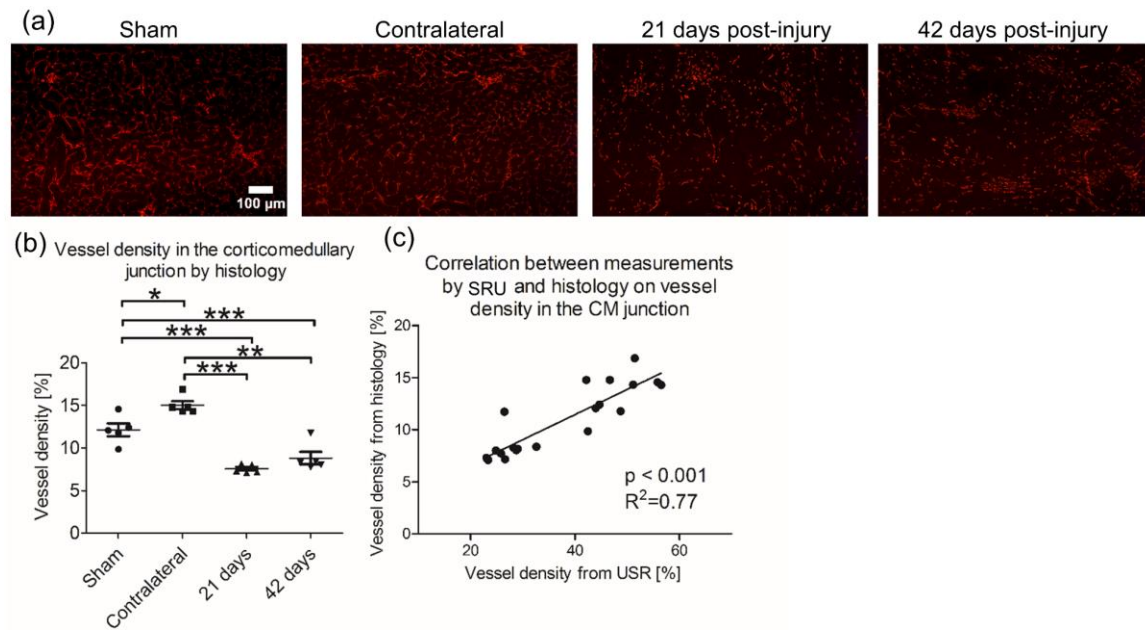 (a)
Sham
Contralateral
21 days post-injury
42 days post-injury
100 µm
(b)
Vessel density in the corticomedullary
junction by histology
*
***
***
**
***
Vessel density [%]
20
15
10
5
0
Sham
Contralateral
21 days
42 days
(c)
Correlation between measurements
by SRU and histology on vessel
density in the CM junction
Vessel density from histology [%]
20
15
10
5
0
p < 0.001
R²=0.77
20
40
60
Vessel density from USR [%]